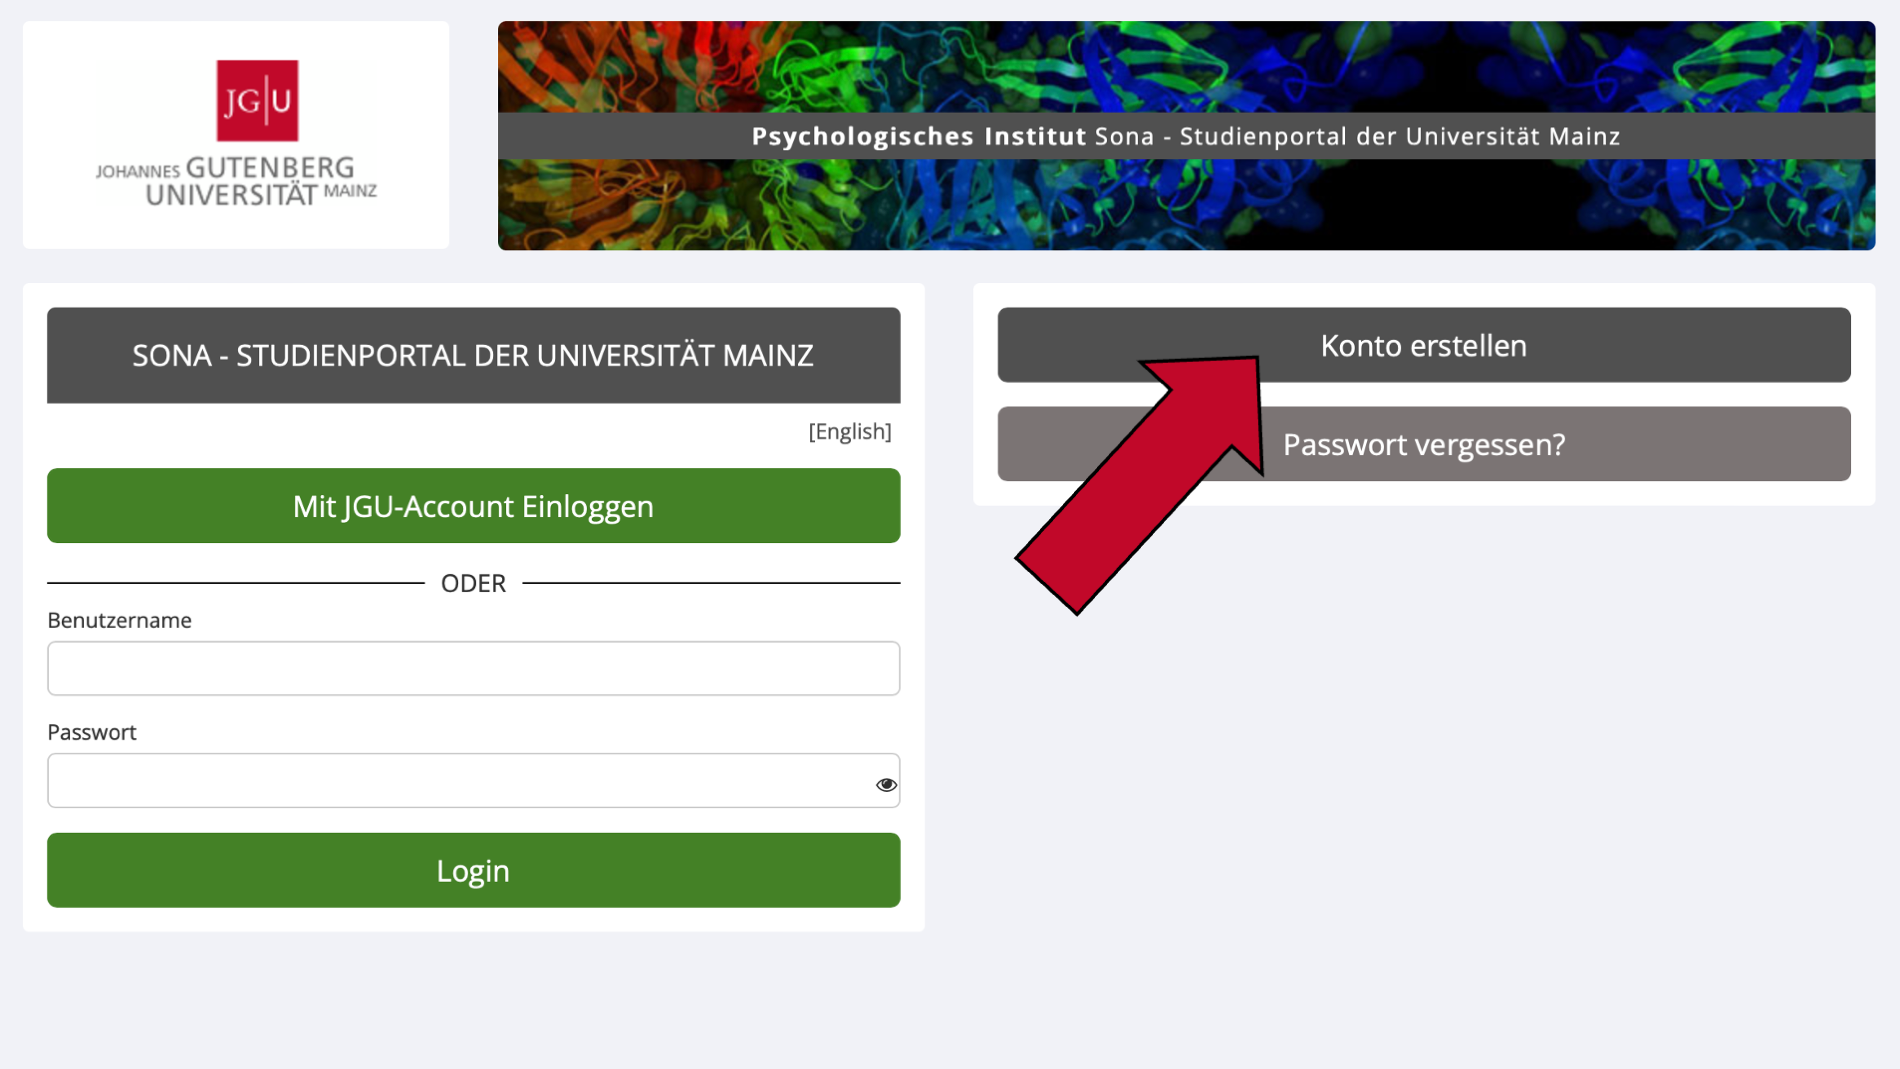 JG|U
JOHANNES GUTENBERG
UNIVERSITÄT MAINZ
Psychologisches Institut Sona - Studienportal der Universität Mainz
SONA - STUDIENPORTAL DER UNIVERSITÄT MAINZ
[English]
Mit JGU-Account Einloggen
ODER
Benutzername
Passwort
Login
Konto erstellen
Passwort vergessen?